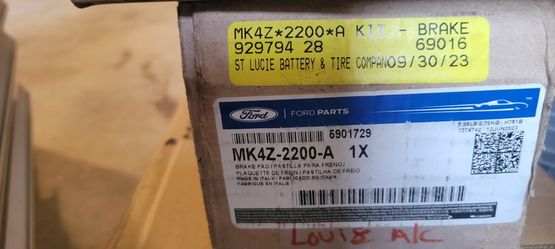 MK4Z*2200*A KIT - BRAKE
929794 28 69016
ST LUCIE BATTERY & TIRE COMPAN09/30/23
Ford FORD PARTS
5901729
MK4Z-2200-A 1X
BRAKE PAD / PASTILLA PARA FRENO /
PLAQUETTE DE FREIN / PASTILHA DE FREIO
MADE IN ITALY / FABRICADO EN ITALIA
FABRIQUE EN ITALIE
LOUIS A/C